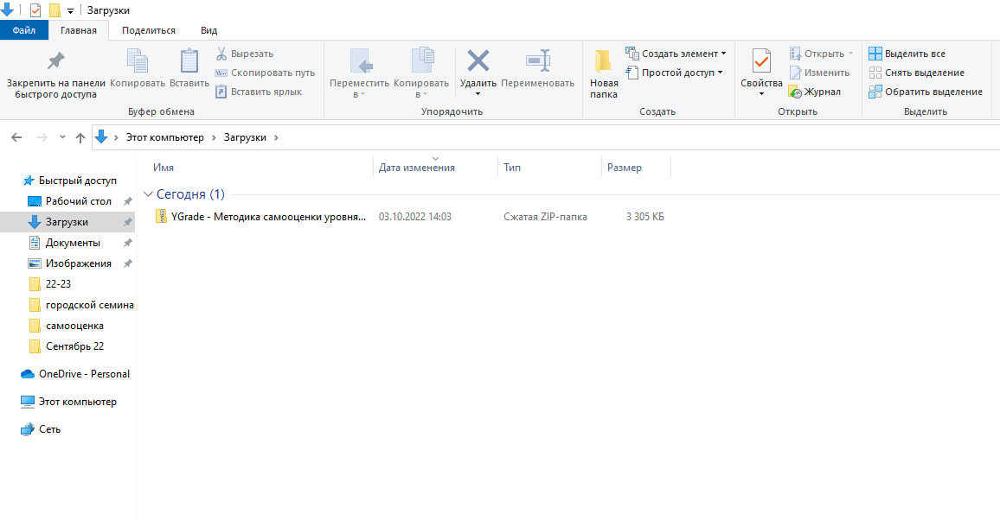 Загрузки
Файл Главная Поделиться Вид
Закрепить на панели быстрого доступа
Копировать
Вставить
Вырезать
Скопировать путь
Вставить ярлык
Буфер обмена
Переместить в
Копировать в
Удалить
Переименовать
Упорядочить
Новая папка
Создать элемент
Простой доступ
Создать
Свойства
Открыть
Изменить
Журнал
Открыть
Выделить все
Снять выделение
Обратить выделение
Выделить
Этот компьютер > Загрузки >
Имя Дата изменения Тип Размер
Сегодня (1)
YGrade - Методика самооценки уровня... 03.10.2022 14:03 Сжатая ZIP-папка 3 305 КБ
Быстрый доступ
Рабочий стол
Загрузки
Документы
Изображения
22-23
городской семина
самооценка
Сентябрь 22
OneDrive - Personal
Этот компьютер
Сеть